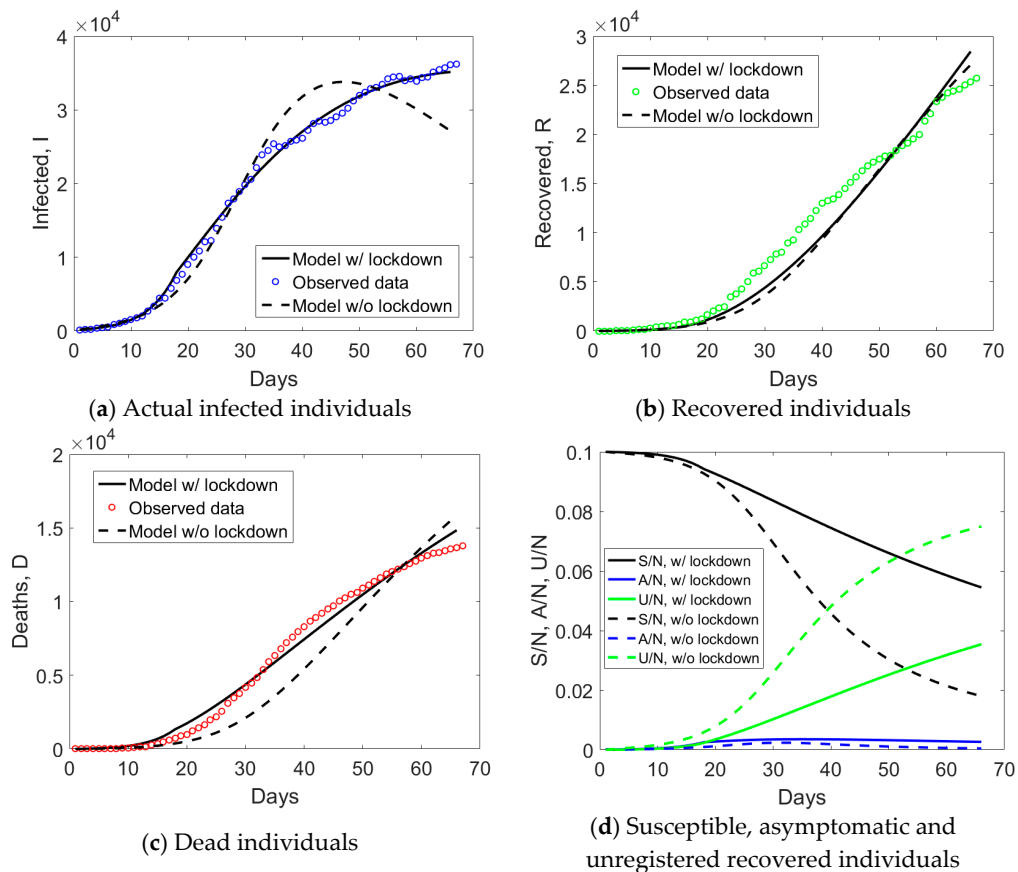 ×10⁴
4
3
2
1
0
Infected, I
Model w/ lockdown
Observed data
Model w/o lockdown
0 10 20 30 40 50 60 70
Days
(a) Actual infected individuals
×10⁴
3
2.5
2
1.5
1
0.5
0
Recovered, R
Model w/ lockdown
Observed data
Model w/o lockdown
0 10 20 30 40 50 60 70
Days
(b) Recovered individuals
×10⁴
2
1.5
1
0.5
0
Deaths, D
Model w/ lockdown
Observed data
Model w/o lockdown
0 10 20 30 40 50 60 70
Days
(c) Dead individuals
0.1
0.08
0.06
0.04
0.02
0
S/N, A/N, U/N
S/N, w/ lockdown
A/N, w/ lockdown
U/N, w/ lockdown
S/N, w/o lockdown
A/N, w/o lockdown
U/N, w/o lockdown
0 10 20 30 40 50 60 70
Days
(d) Susceptible, asymptomatic and
unregistered recovered individuals